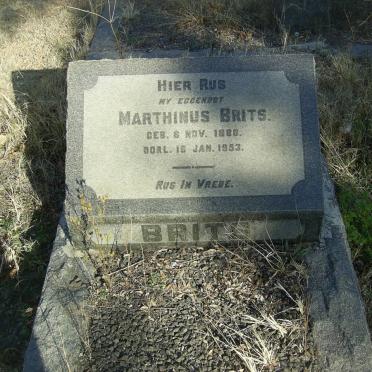 HIER RUS
MY EGGENOOT
MARTHINUS BRITS.
GEB. 6 NOV. 1880.
OORL. 16 JAN. 1953.
RUS IN VREDE.
BRITS